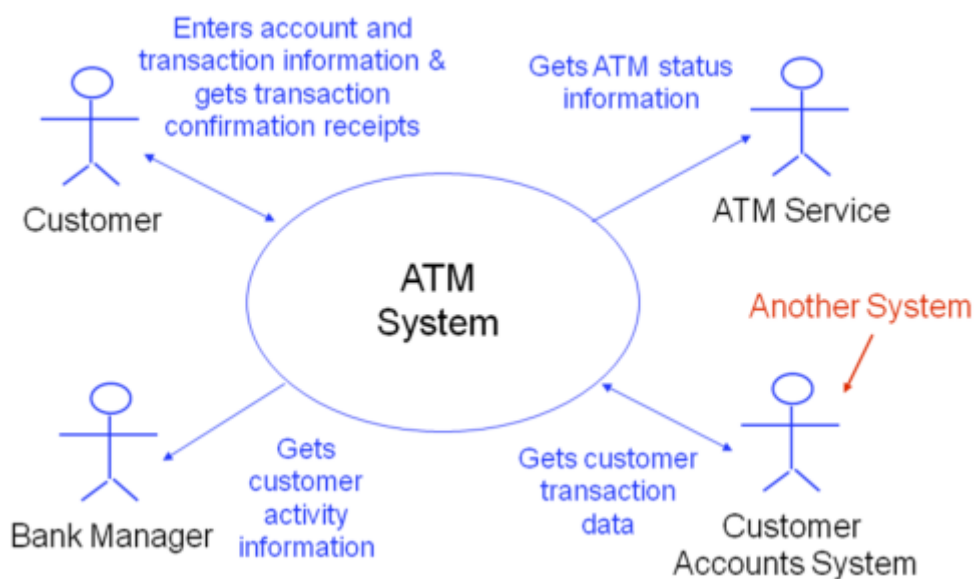 Enters account and
transaction information &
gets transaction
confirmation receipts
Gets ATM status
information
Customer
ATM Service
ATM
System
Another System
Gets
customer
activity
information
Gets customer
transaction
data
Bank Manager
Customer
Accounts System